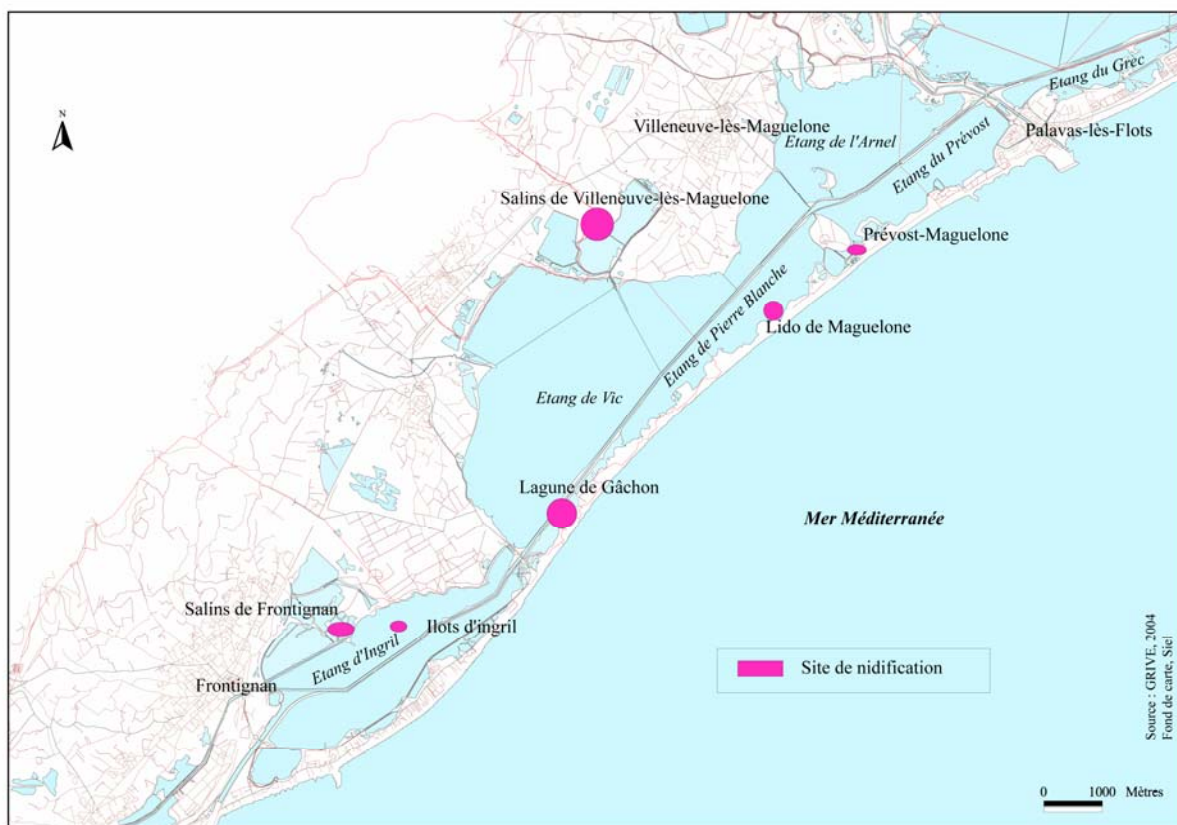 Etang du Grec
N
Villeneuve-lès-Maguelone
Palavas-lès-Flots
Etang de l'Arnel
Etang du Prévost
Salins de Villeneuve-lès-Maguelone
Prévost-Maguelone
Etang de Pierre Blanche
Lido de Maguelone
Etang de Vic
Lagune de Gâchon
Mer Méditerranée
Salins de Frontignan
Ilots d'ingril
Etang d'Ingril
Frontignan
Site de nidification
Source : GRIVE, 2004
Fond de carte, Siel
0 1000 Mètres